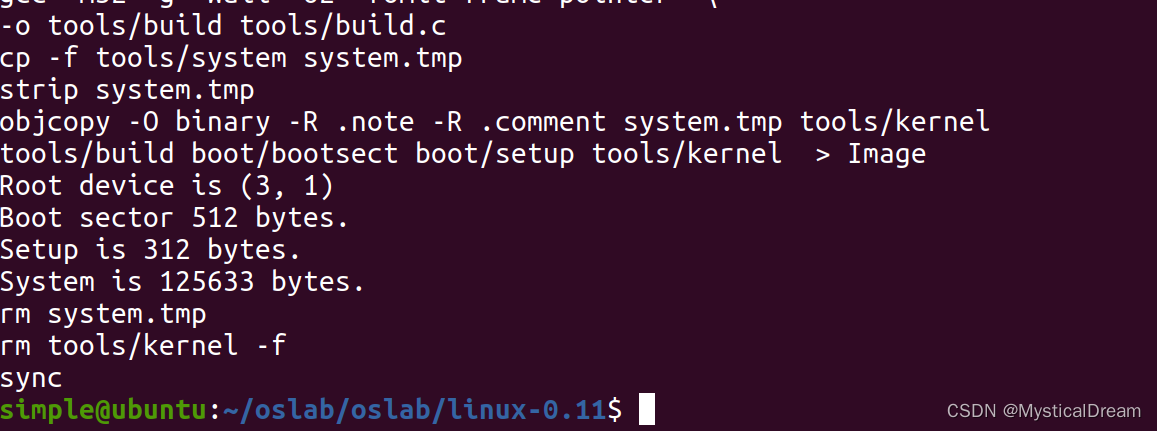 -o tools/build tools/build.c
cp -f tools/system system.tmp
strip system.tmp
objcopy -O binary -R .note -R .comment system.tmp tools/kernel
tools/build boot/bootsect boot/setup tools/kernel  > Image
Root device is (3, 1)
Boot sector 512 bytes.
Setup is 312 bytes.
System is 125633 bytes.
rm system.tmp
rm tools/kernel -f
sync
simple@ubuntu:~/oslab/oslab/linux-0.11$
CSDN @MysticalDream